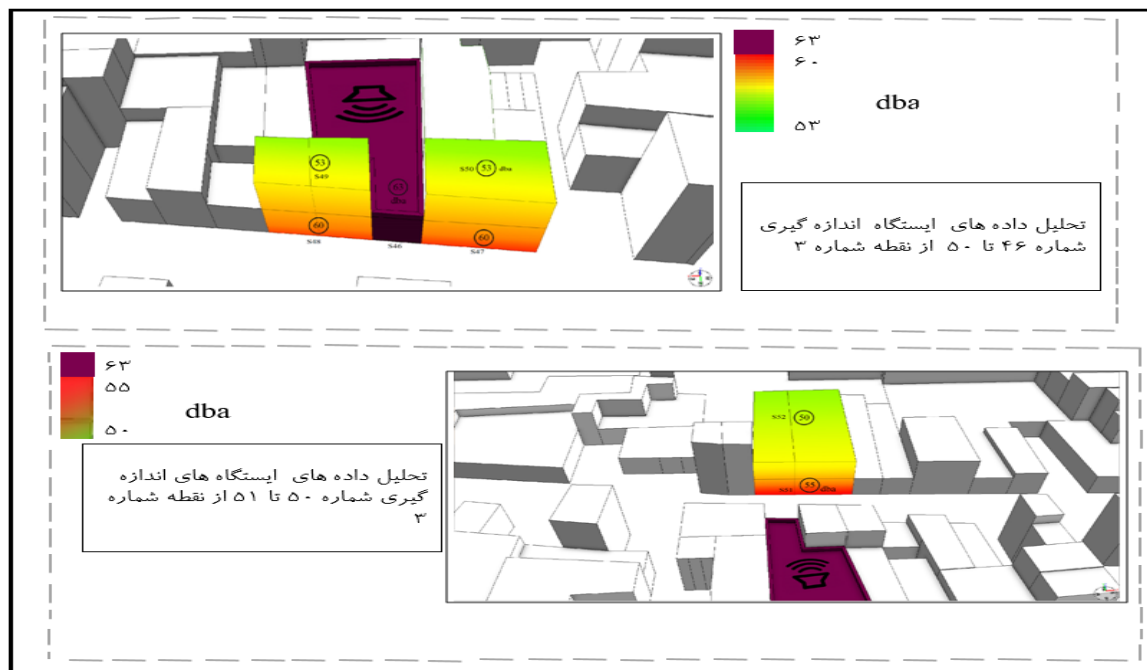 ۶۳
۶۰
dba
۵۳
53
S49
S50 53 dba
63
dba
60
S48
S46
60
S47
تحلیل داده های ایستگاه اندازه گیری
شماره ۴۶ تا ۵۰ از نقطه شماره ۳
۶۳
۵۵
dba
۵۰
تحلیل داده های ایستگاه های اندازه
گیری شماره ۵۰ تا ۵۱ از نقطه شماره
۳
S52 50
55 dba